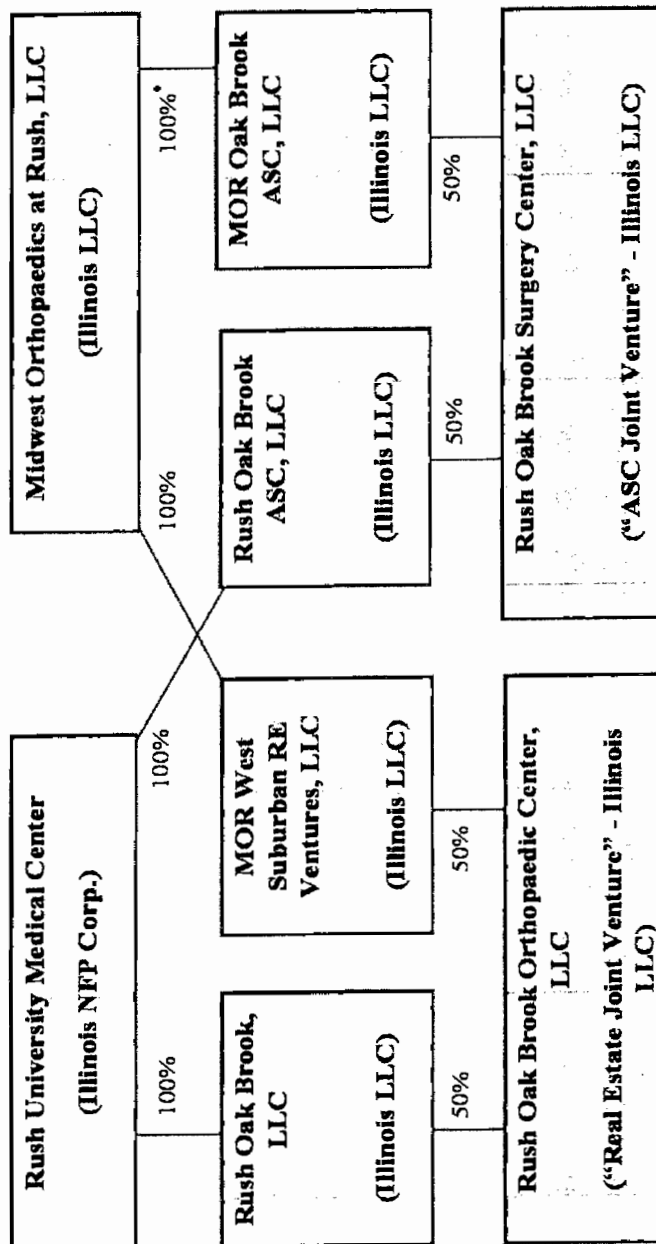 Rush University Medical Center
(Illinois NFP Corp.)
Midwest Orthopaedics at Rush, LLC
(Illinois LLC)
100%
100%
100%
100%*
Rush Oak Brook,
LLC
(Illinois LLC)
MOR West
Suburban RE
Ventures, LLC
(Illinois LLC)
Rush Oak Brook
ASC, LLC
(Illinois LLC)
MOR Oak Brook
ASC, LLC
(Illinois LLC)
50%
50%
50%
50%
Rush Oak Brook Orthopaedic Center,
LLC
("Real Estate Joint Venture" - Illinois
LLC)
Rush Oak Brook Surgery Center, LLC
("ASC Joint Venture" - Illinois LLC)